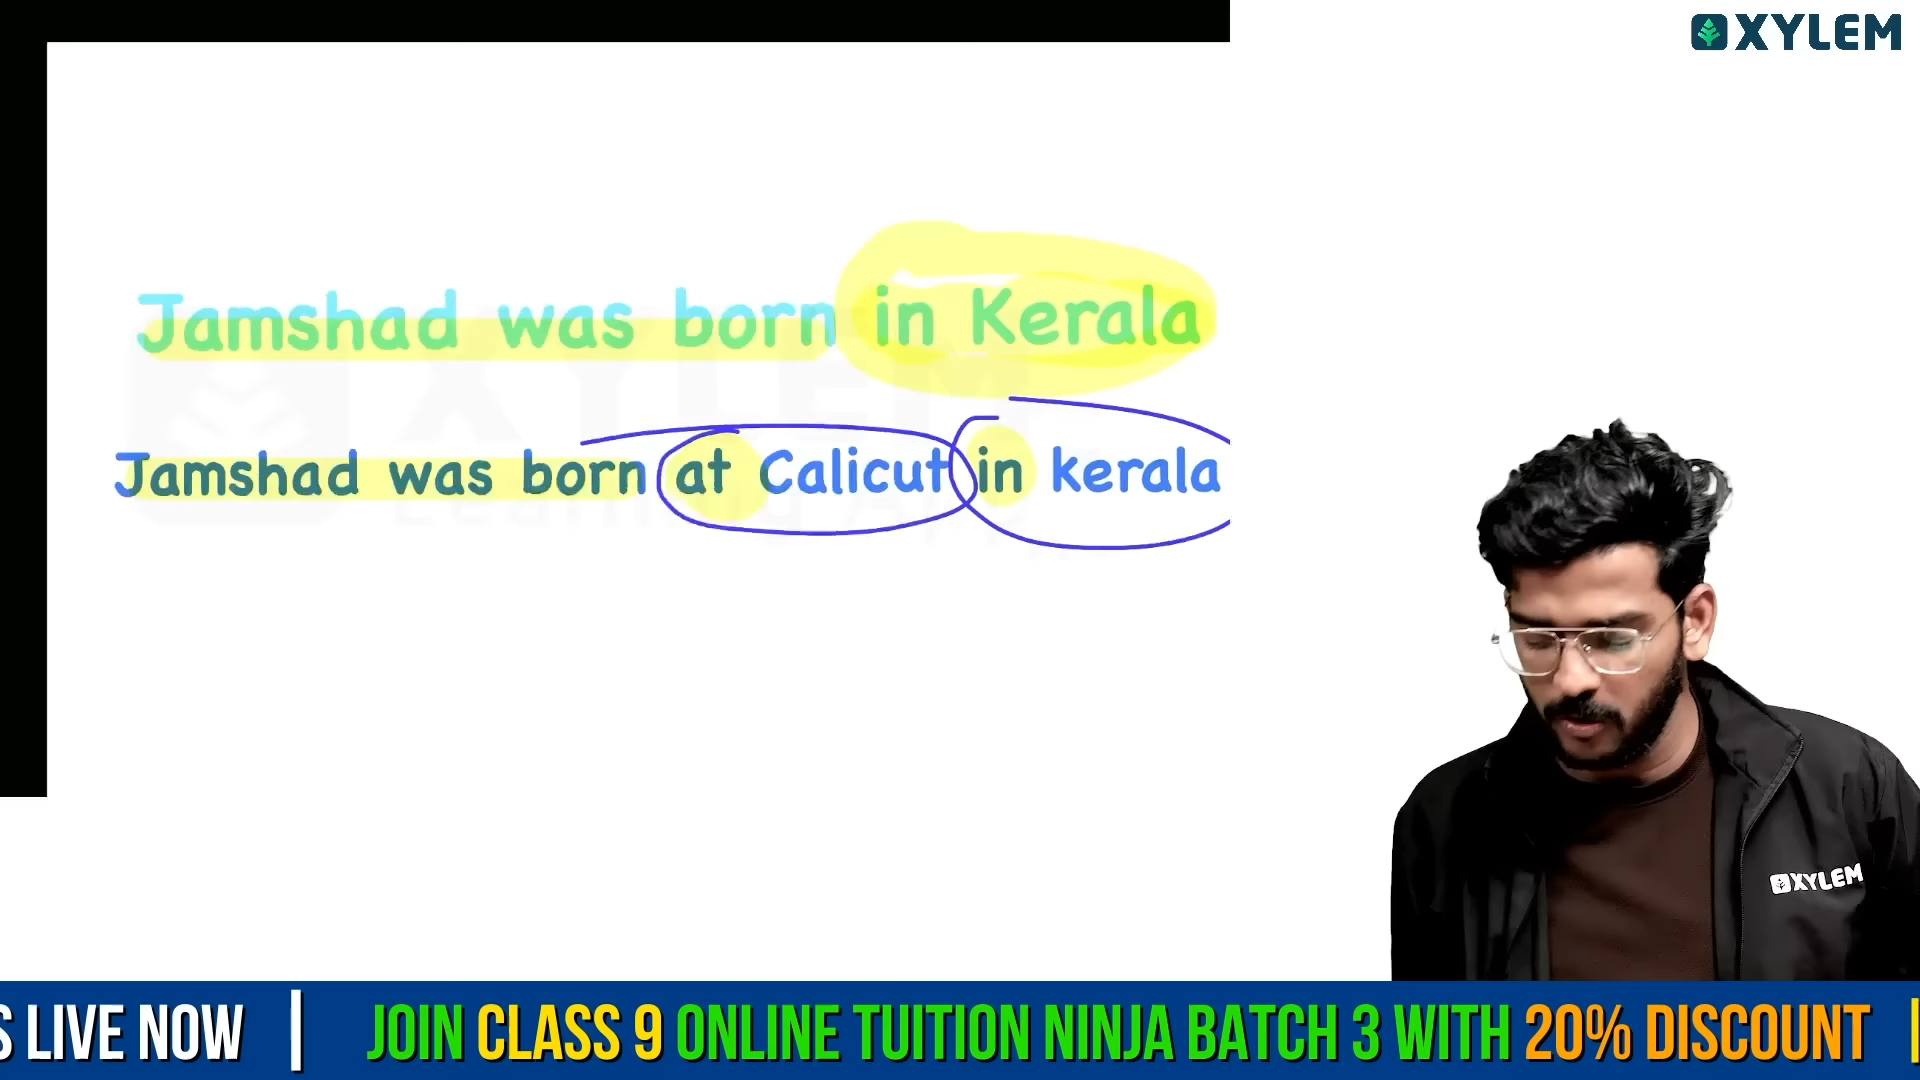 XYLEM
Jamshad was born in Kerala
XYLEM
Jamshad was born at Calicut in kerala
XYLEM
S LIVE NOW | JOIN CLASS 9 ONLINE TUITION NINJA BATCH 3 WITH 20% DISCOUNT |